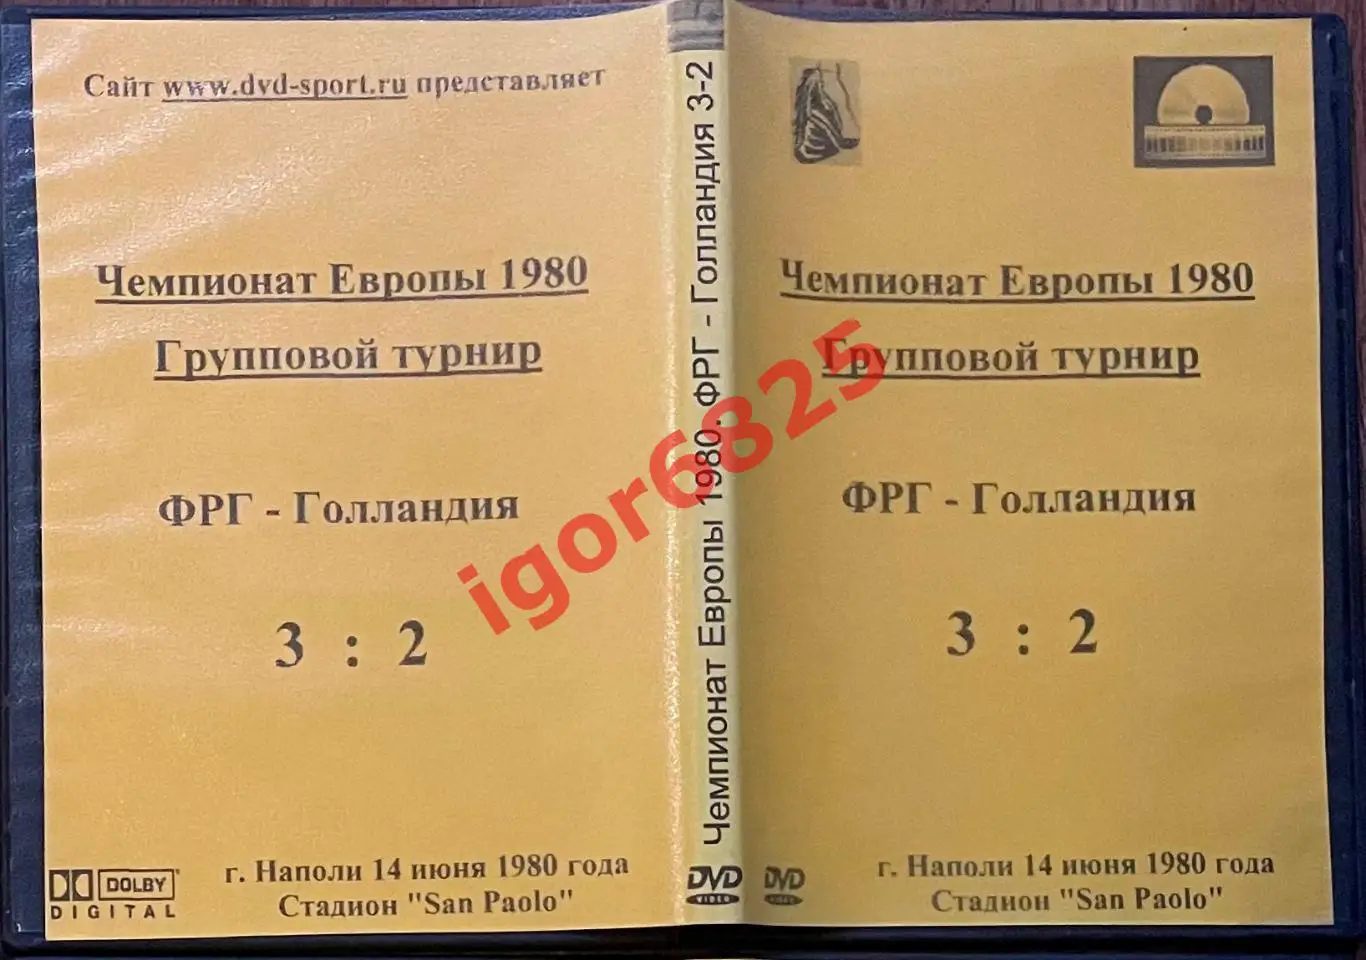 Сайт www.dvd-sport.ru представляет
Чемпионат Европы 1980
Групповой турнир
ФРГ - Голландия
3 : 2
г. Наполи 14 июня 1980 года
Стадион "San Paolo"
DOLBY
DIGITAL
Чемпионат Европы 1980. ФРГ - Голландия 3-2
DVD
VIDEO
Чемпионат Европы 1980
Групповой турнир
ФРГ - Голландия
3 : 2
г. Наполи 14 июня 1980 года
Стадион "San Paolo"
DVD
VIDEO
igor6825